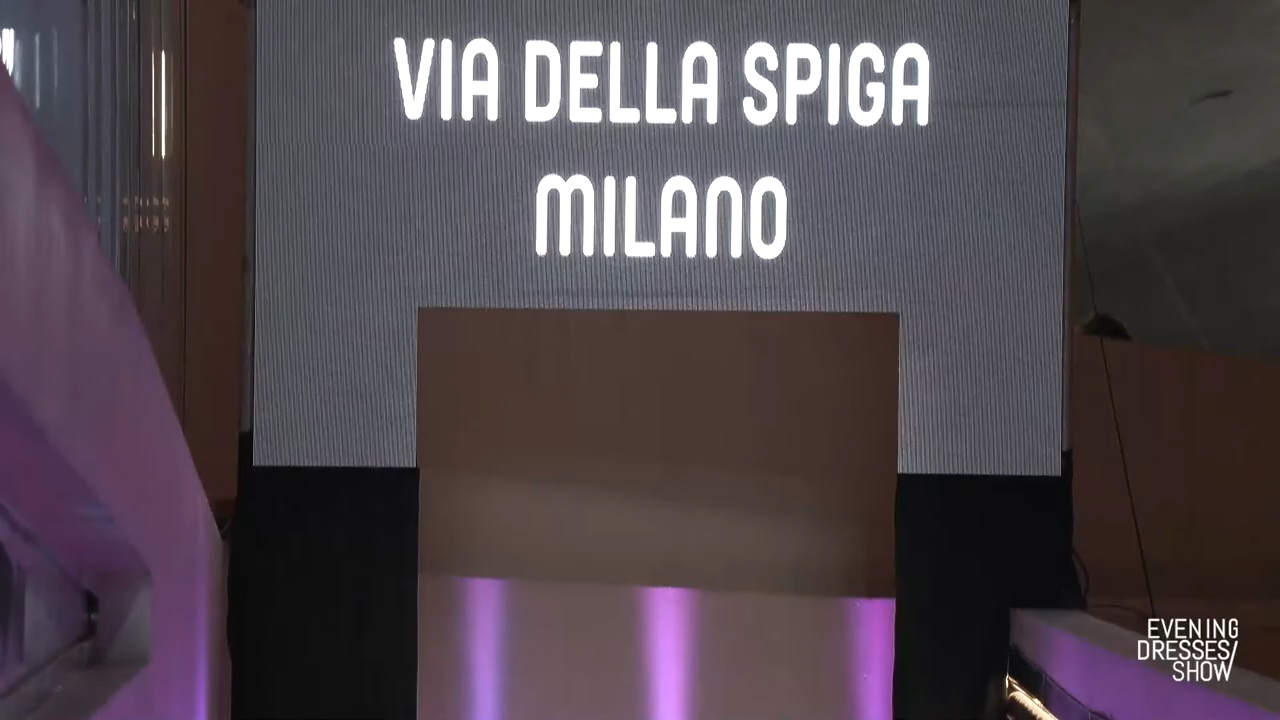 VIA DELLA SPIGA
MILANO
EVENING
DRESSES/
SHOW